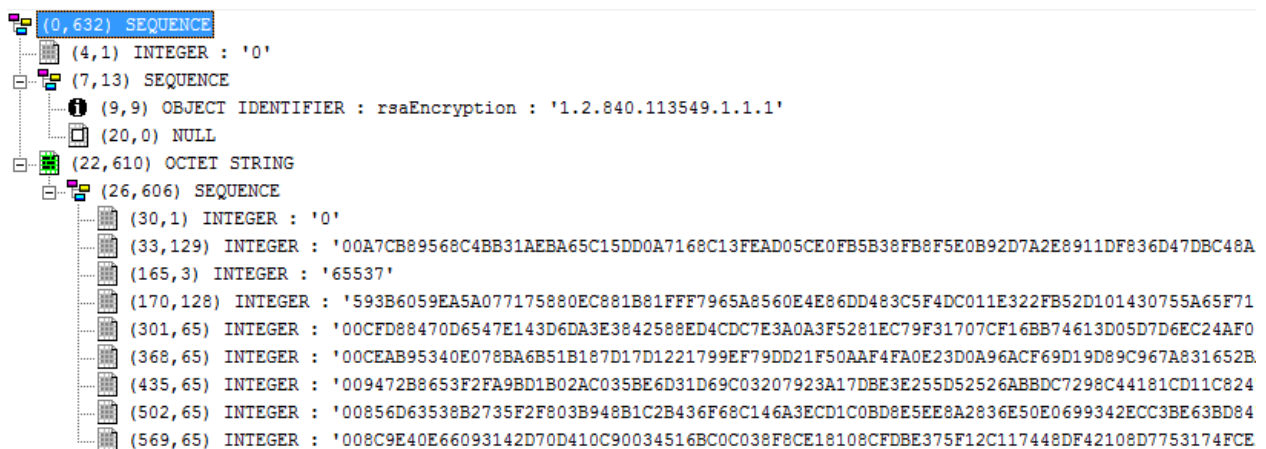 (0,632) SEQUENCE
(4,1) INTEGER : '0'
(7,13) SEQUENCE
(9,9) OBJECT IDENTIFIER : rsaEncryption : '1.2.840.113549.1.1.1'
(20,0) NULL
(22,610) OCTET STRING
(26,606) SEQUENCE
(30,1) INTEGER : '0'
(33,129) INTEGER : '00A7CB89568C4BB31AEBA65C15DD0A7168C13FEAD05CE0FB5B38FB8F5E0B92D7A2E8911DF836D47DBC48A
(165,3) INTEGER : '65537'
(170,128) INTEGER : '593B6059EA5A077175880EC881B81FFF7965A8560E4E86DD483C5F4DC011E322FB52D101430755A65F71
(301,65) INTEGER : '00CFD88470D6547E143D6DA3E3842588ED4CDC7E3A0A3F5281EC79F31707CF16BB74613D05D7D6EC24AF0
(368,65) INTEGER : '00CEAB95340E078BA6B51B187D17D1221799EF79DD21F50AAF4FA0E23D0A96ACF69D19D89C967A831652B
(435,65) INTEGER : '009472B8653F2FA9BD1B02AC035BE6D31D69C03207923A17DBE3E255D52526ABBDC7298C44181CD11C824
(502,65) INTEGER : '00856D63538B2735F2F803B948B1C2B436F68C146A3ECD1C0BD8E5EE8A2836E50E0699342ECC3BE63BD84
(569,65) INTEGER : '008C9E40E66093142D70D410C90034516BC0C038F8CE18108CFDBE375F12C117448DF42108D7753174FCE